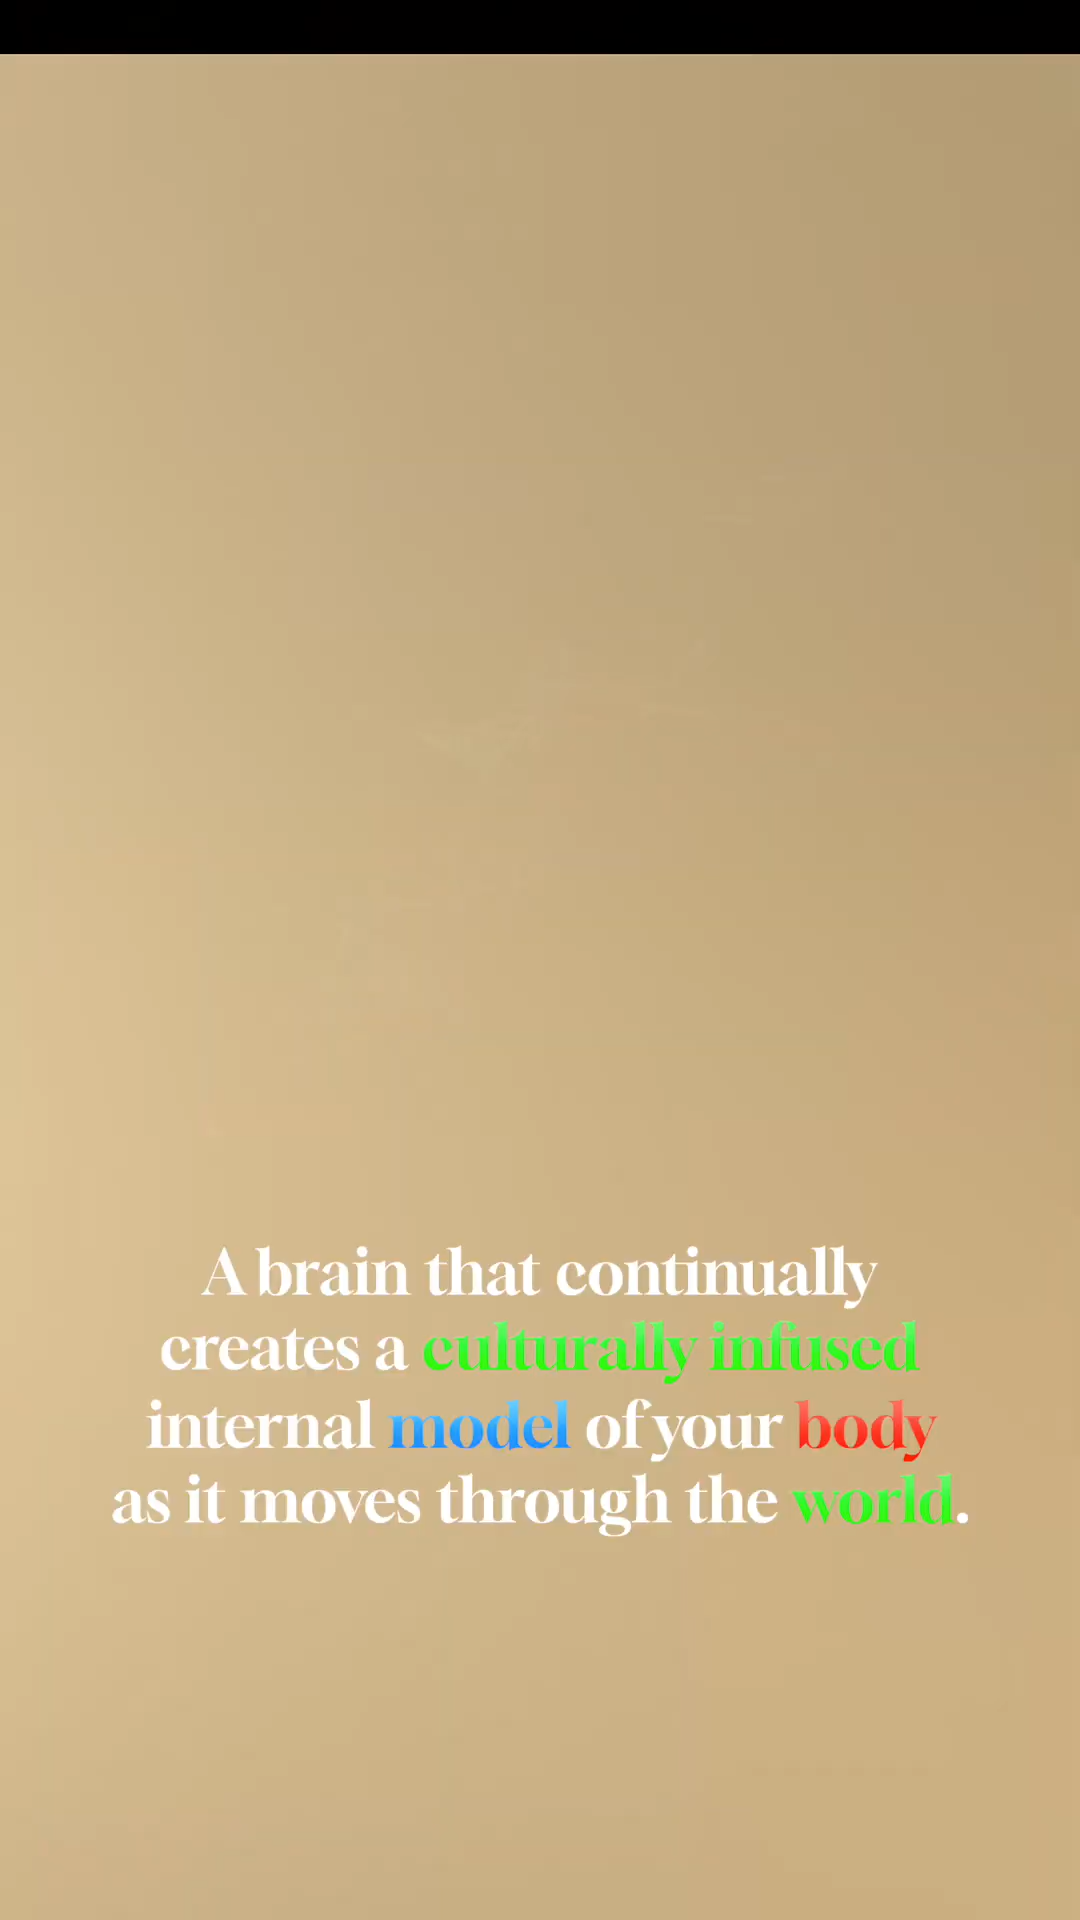 A brain that continually
creates a culturally infused
internal model of your body
as it moves through the world.